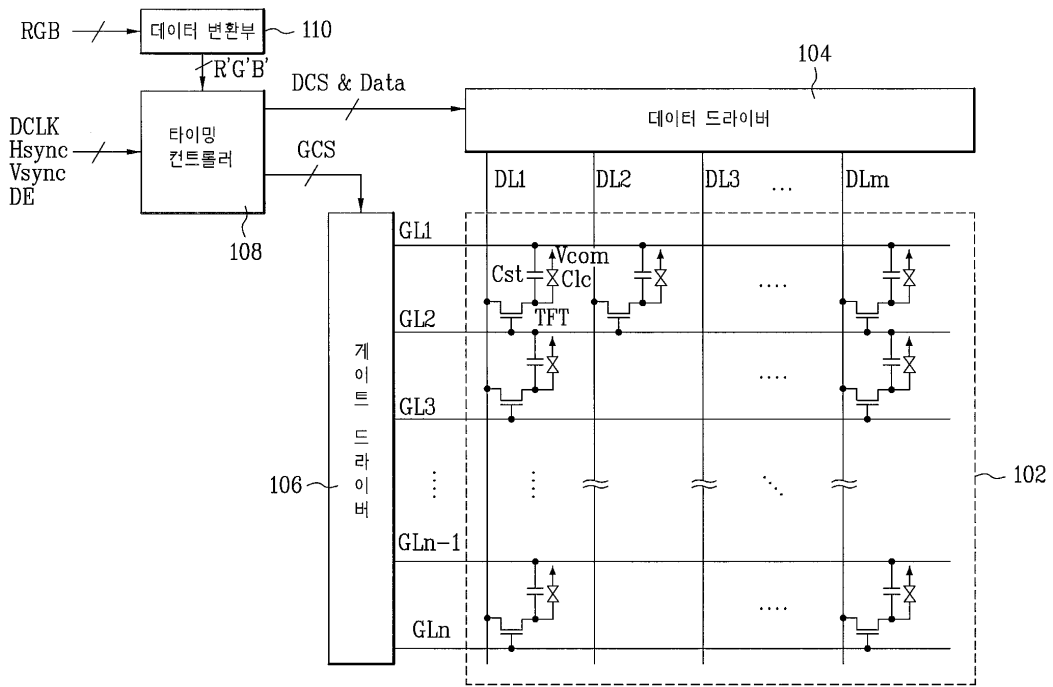 RGB
데이터 변환부
110
R'G'B'
DCS & Data
104
데이터 드라이버
DCLK
Hsync
Vsync
DE
타이밍
컨트롤러
GCS
108
DL1
DL2
DL3
...
DLm
GL1
Cst
Vcom
Clc
....
GL2
TFT
게이트 드라이버
....
GL3
106
102
GLn-1
....
GLn